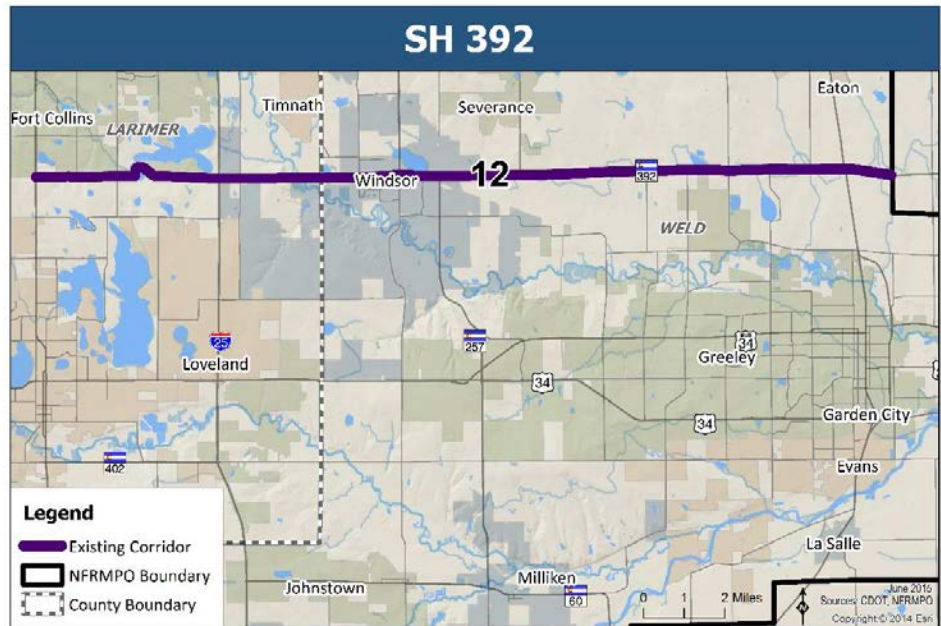 SH 392
Eaton
Timnath
Severance
Fort Collins
LARIMER
Windsor
12
392
WELD
25
257
34
Loveland
Greeley
34
34
Garden City
402
Evans
Legend
Existing Corridor
NFRMPO Boundary
County Boundary
La Salle
Johnstown
Milliken
60
0 1 2 Miles
June 2015
Sources: CDOT, NFRMPO
Copyright:© 2014 Esri